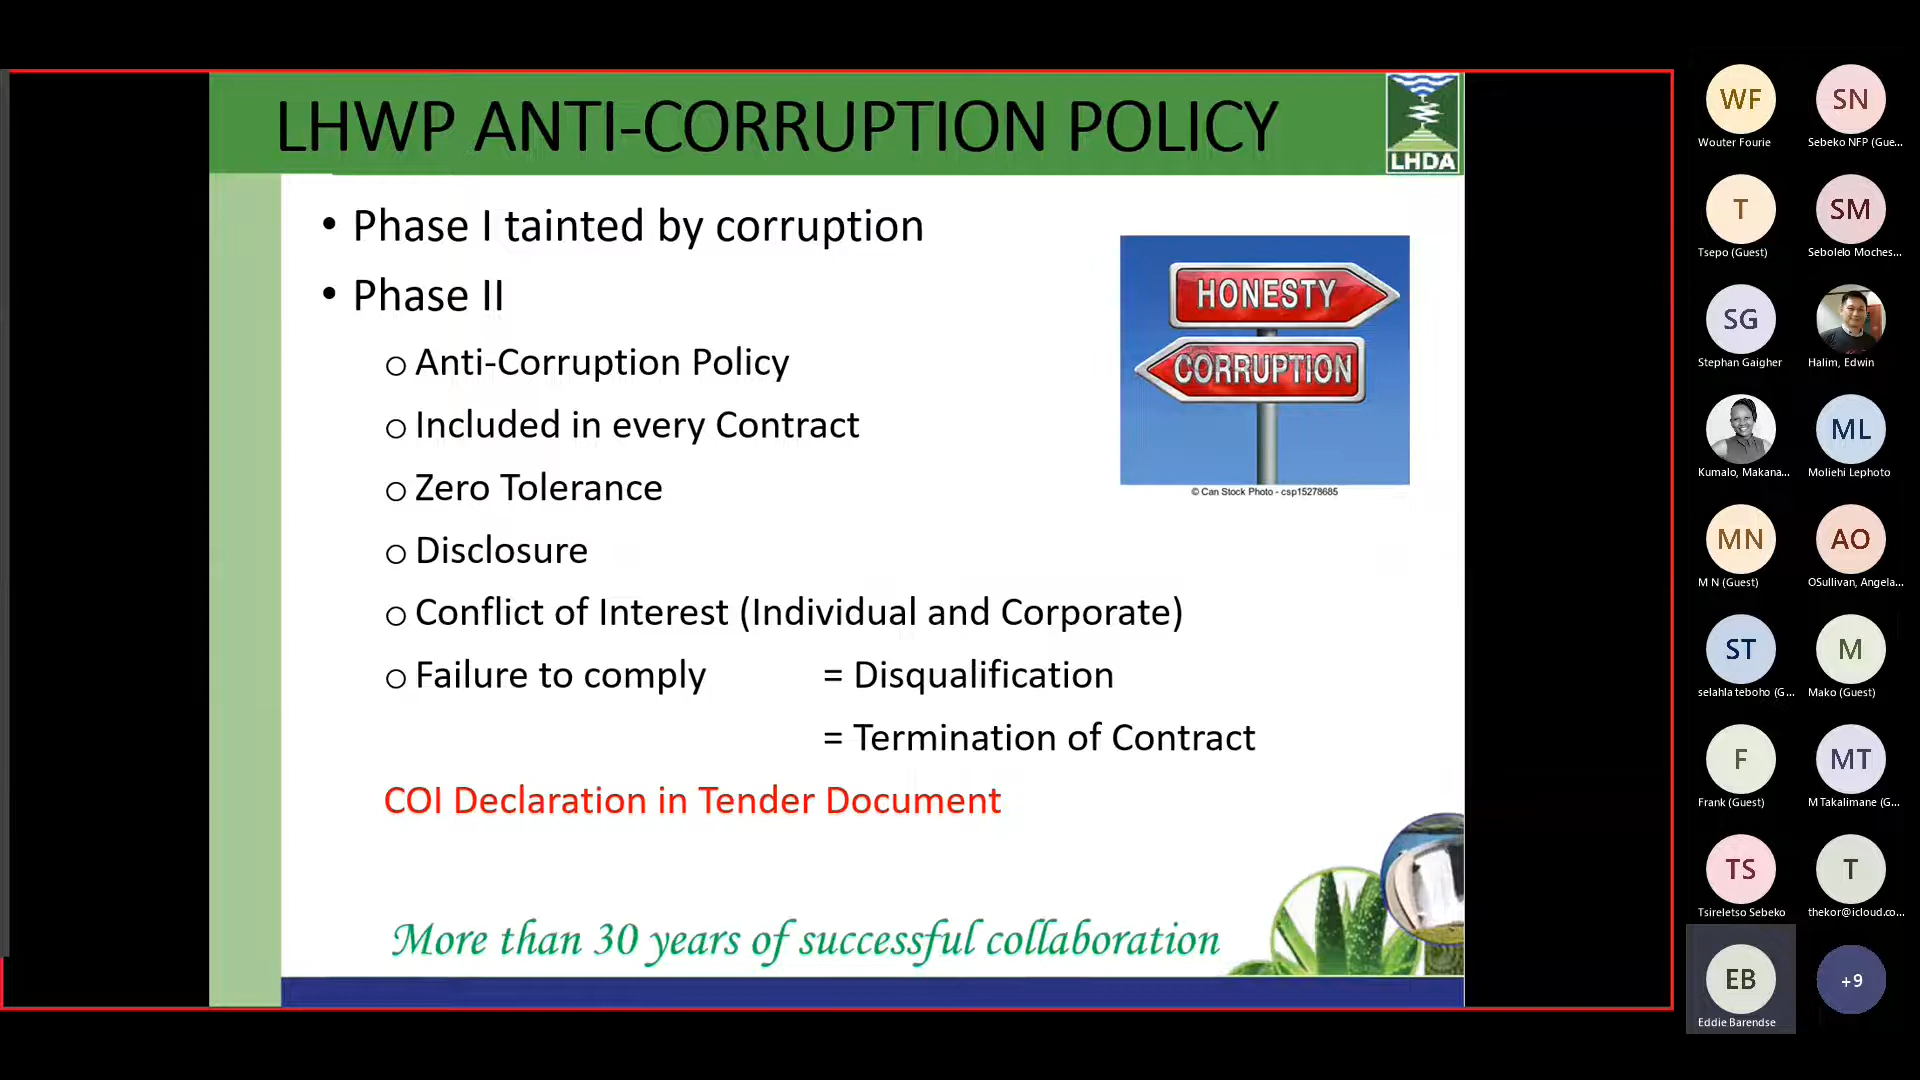 LHWP ANTI-CORRUPTION POLICY
LHDA
• Phase I tainted by corruption
• Phase II
o Anti-Corruption Policy
o Included in every Contract
o Zero Tolerance
o Disclosure
o Conflict of Interest (Individual and Corporate)
o Failure to comply = Disqualification
= Termination of Contract
COI Declaration in Tender Document
HONESTY
CORRUPTION
© Can Stock Photo - csp15278685
More than 30 years of successful collaboration
WF
Wouter Fourie
SN
Sebeko NFP (Gue...
T
Tsepo (Guest)
SM
Sebolelo Moches...
SG
Stephan Gaigher
Halim, Edwin
Kumalo, Makana...
ML
Moliehi Lephoto
MN
M N (Guest)
AO
OSullivan, Angela...
ST
selahla teboho (G...
M
Mako (Guest)
F
Frank (Guest)
MT
M Takalimane (G...
TS
Tsireletso Sebeko
T
thekor@icloud.co...
EB
Eddie Barendse
+9